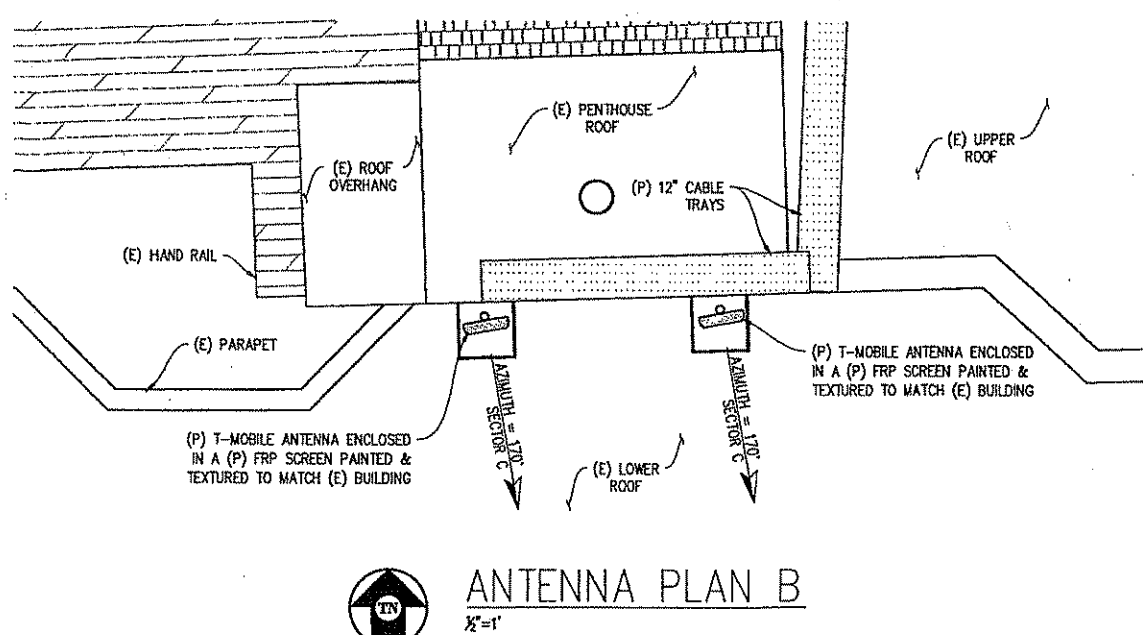 (E) PENTHOUSE
ROOF
(E) UPPER
ROOF
(E) ROOF
OVERHANG
(P) 12" CABLE
TRAYS
(E) HAND RAIL
(E) PARAPET
(P) T-MOBILE ANTENNA ENCLOSED
IN A (P) FRP SCREEN PAINTED &
TEXTURED TO MATCH (E) BUILDING
AZIMUTH = 170°
SECTOR C
AZIMUTH = 170°
SECTOR C
(P) T-MOBILE ANTENNA ENCLOSED
IN A (P) FRP SCREEN PAINTED &
TEXTURED TO MATCH (E) BUILDING
(E) LOWER
ROOF
TN
ANTENNA PLAN B
½"=1'